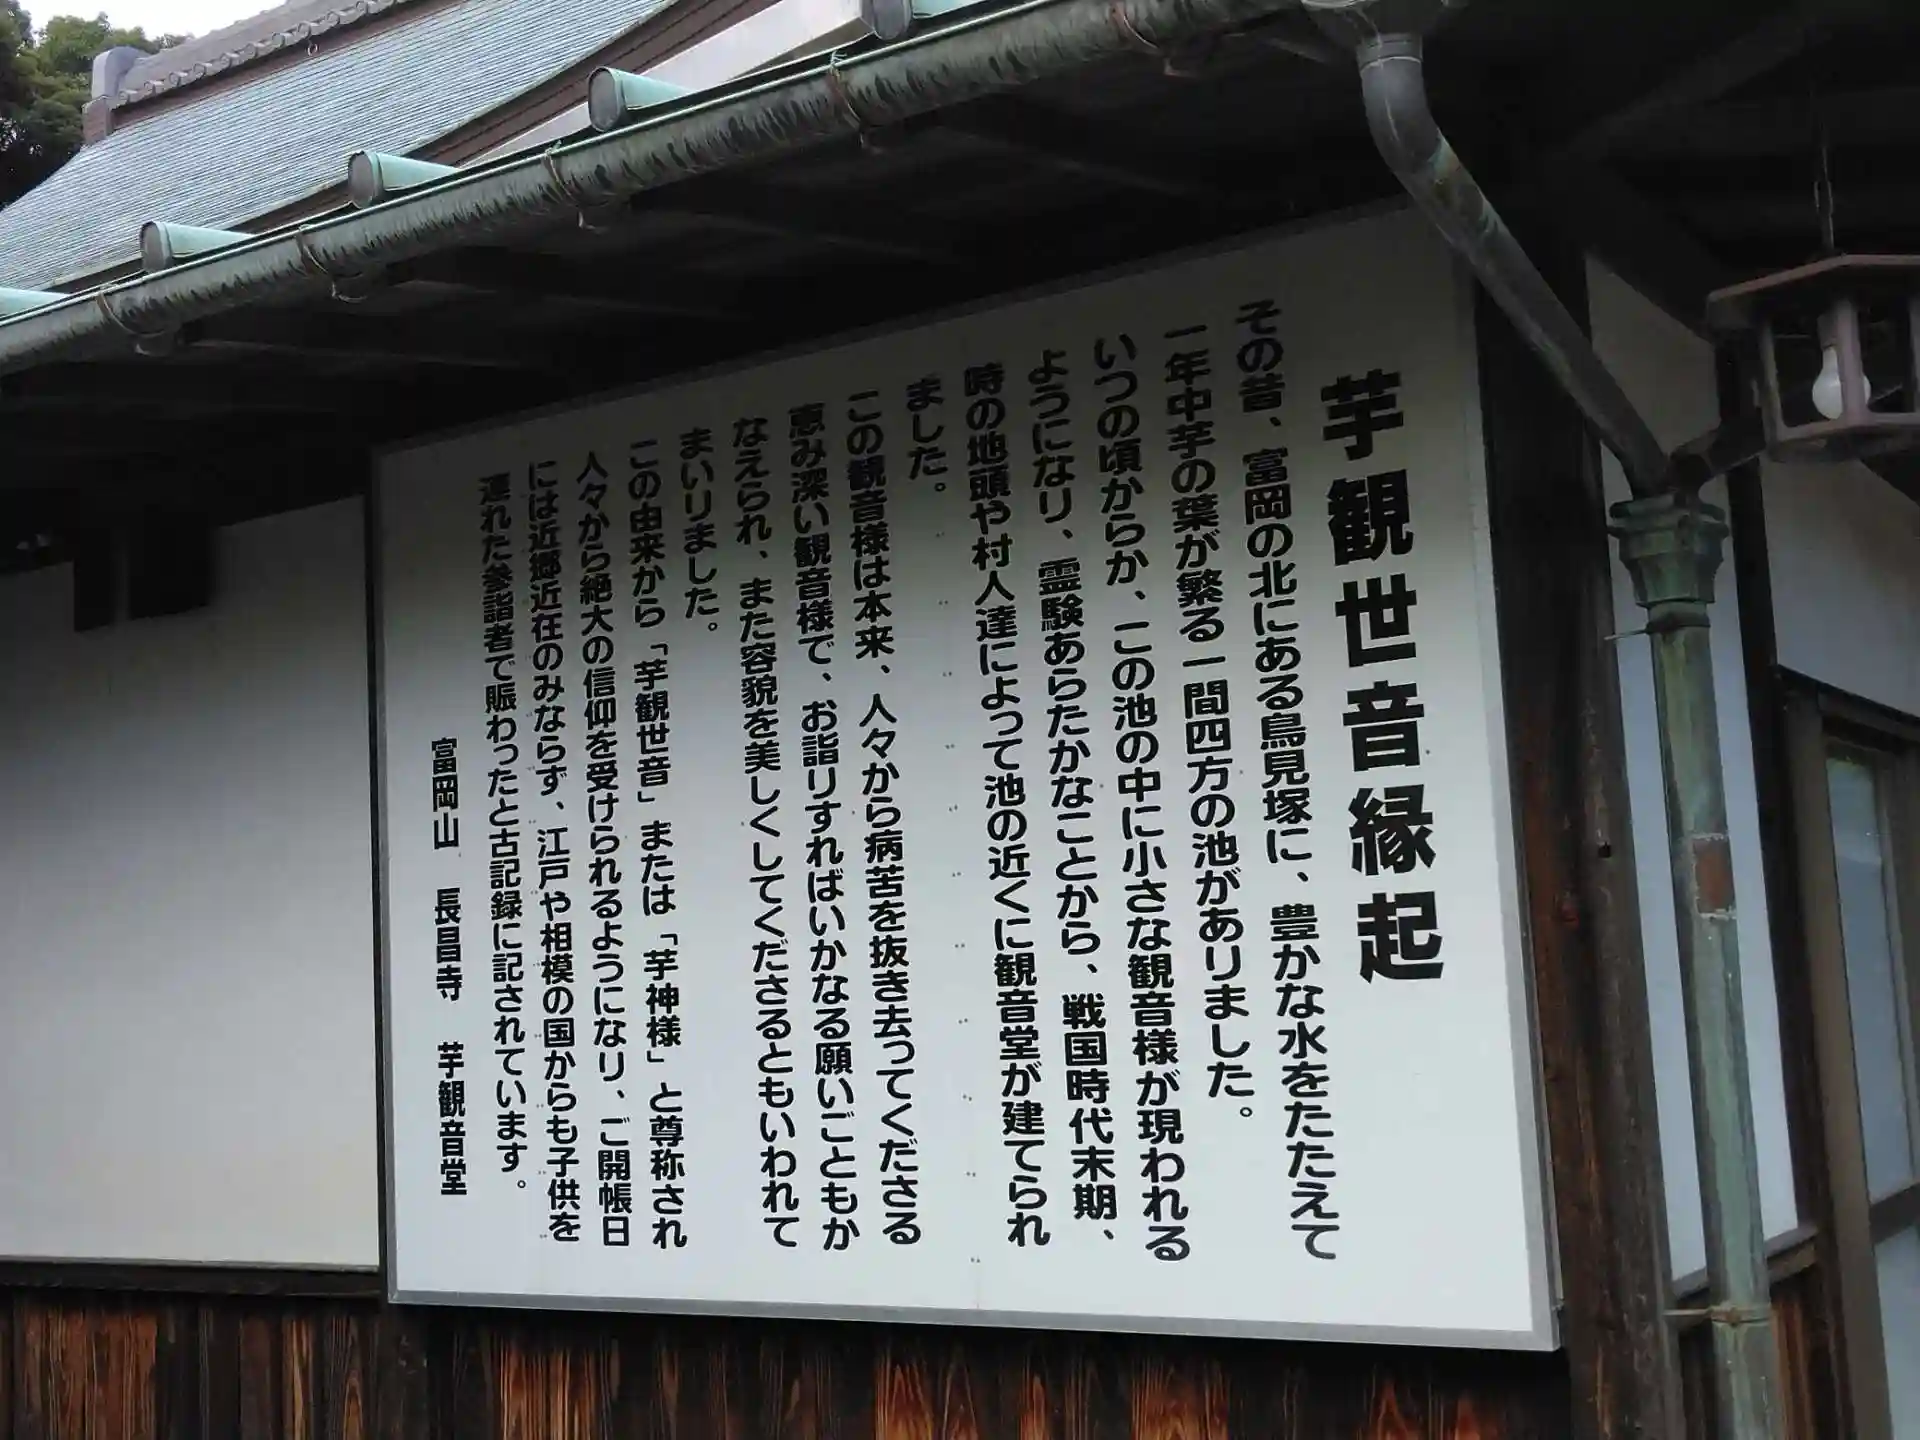 芋観世音縁起
その昔、富岡の北にある鳥見塚に、豊かな水をたたえて
一年中芋の葉が繁る一間四方の池がありました。
いつの頃からか、この池の中に小さな観音様が現われる
ようになり、霊験あらたかなことから、戦国時代末期、
時の地頭や村人達によって池の近くに観音堂が建てられ
ました。
この観音様は本来、人々から病苦を抜き去ってくださる
恵み深い観音様で、お詣りすればいかなる願いごともか
なえられ、また容貌を美しくしてくださるともいわれて
まいりました。
この由来から「芋観世音」または「芋神様」と尊称され
人々から絶大の信仰を受けられるようになり、ご開帳日
には近郷近在のみならず、江戸や相模の国からも子供を
連れた参詣者で賑わったと古記録に記されています。
富岡山　長昌寺　芋観音堂